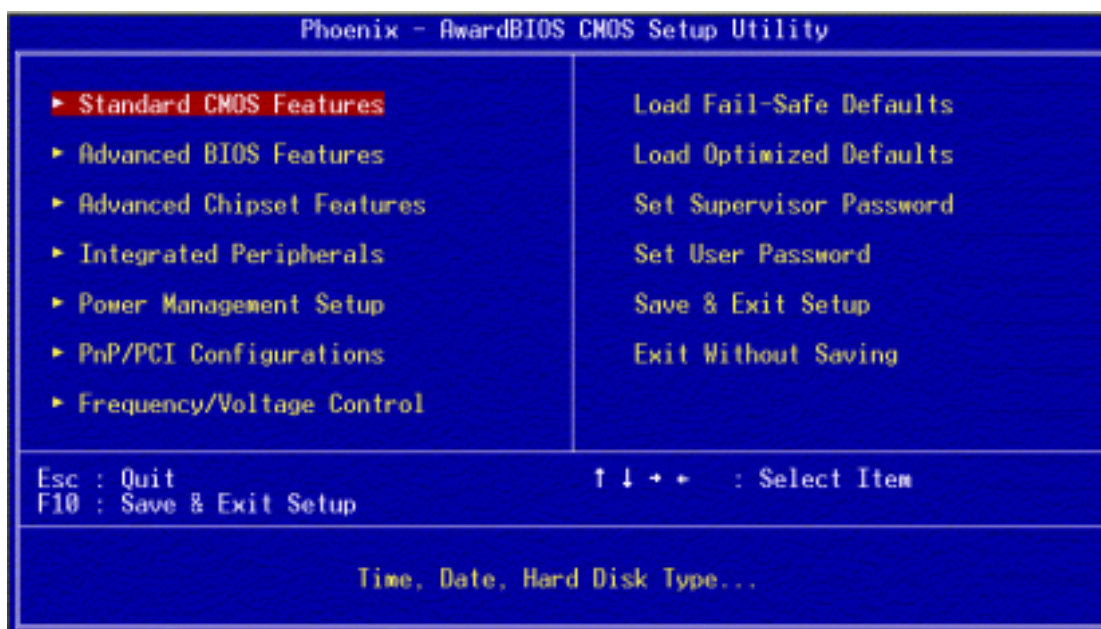 Phoenix - AwardBIOS CMOS Setup Utility
► Standard CMOS Features
► Advanced BIOS Features
► Advanced Chipset Features
► Integrated Peripherals
► Power Management Setup
► PnP/PCI Configurations
► Frequency/Voltage Control
Load Fail-Safe Defaults
Load Optimized Defaults
Set Supervisor Password
Set User Password
Save & Exit Setup
Exit Without Saving
Esc : Quit
F10 : Save & Exit Setup
↑ ↓ → ← : Select Item
Time, Date, Hard Disk Type...